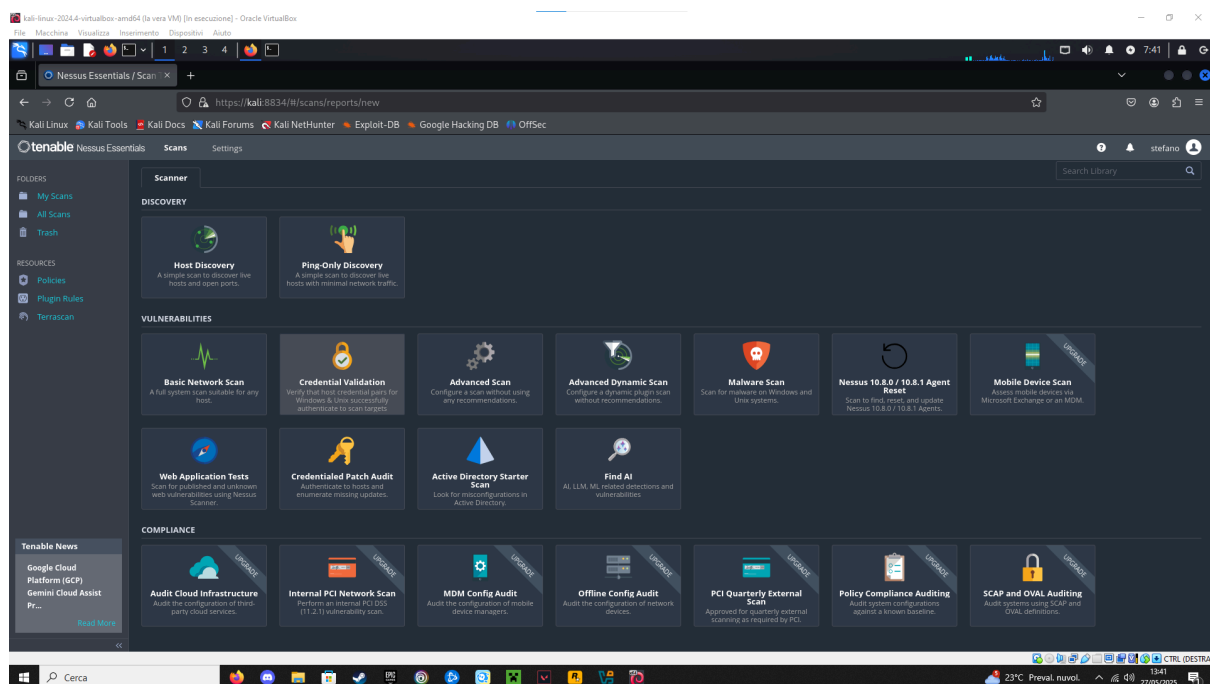 kali-linux-2024,4-virtualbox-amd64 (la vera VM) [In esecuzione] - Oracle VirtualBox
File Macchina Visualizza Inserimento Dispositivi Aiuto
1 2 3 4
7:41
Nessus Essentials / Scan
https://kali:8834/#/scans/reports/new
Kali Linux Kali Tools Kali Docs Kali Forums Kali NetHunter Exploit-DB Google Hacking DB OffSec
tenable Nessus Essentials Scans Settings stefano
FOLDERS
My Scans
All Scans
Trash
RESOURCES
Policies
Plugin Rules
Terrascan
Tenable News
Google Cloud
Platform (GCP)
Gemini Cloud Assist
Pr...
Read More
Scanner
Search Library
DISCOVERY
Host Discovery
A simple scan to discover live
hosts and open ports.
Ping-Only Discovery
A simple scan to discover live
hosts with minimal network traffic.
VULNERABILITIES
Basic Network Scan
A full system scan suitable for any
host.
Credential Validation
Verify that host credential pairs for
Windows & Unix successfully
authenticate to scan targets
Advanced Scan
Configure a scan without using
any recommendations.
Advanced Dynamic Scan
Configure a dynamic plugin scan
without recommendations.
Malware Scan
Scan for malware on Windows and
Unix systems.
Nessus 10.8.0 / 10.8.1 Agent
Reset
Scan to find, reset, and update
Nessus 10.8.0 / 10.8.1 Agents.
UPGRADE
Mobile Device Scan
Assess mobile devices via
Microsoft Exchange or an MDM.
Web Application Tests
Scan for published and unknown
web vulnerabilities using Nessus
Scanner.
Credentialed Patch Audit
Authenticate to hosts and
enumerate missing updates.
Active Directory Starter
Scan
Look for misconfigurations in
Active Directory.
Find AI
AI, LLM, ML related detections and
vulnerabilities
COMPLIANCE
UPGRADE
Audit Cloud Infrastructure
Audit the configuration of third-
party cloud services.
UPGRADE
Internal PCI Network Scan
Perform an internal PCI DSS
(11.2.1) vulnerability scan.
UPGRADE
MDM Config Audit
Audit the configuration of mobile
device managers.
UPGRADE
Offline Config Audit
Audit the configuration of network
devices.
UPGRADE
PCI Quarterly External
Scan
Approved for quarterly external
scanning as required by PCI.
UPGRADE
Policy Compliance Auditing
Audit system configurations
against a known baseline.
UPGRADE
SCAP and OVAL Auditing
Audit systems using SCAP and
OVAL definitions.
CTRL (DESTRA
Cerca
EPIC
23°C Preval. nuvol.
13:41
27/05/2025